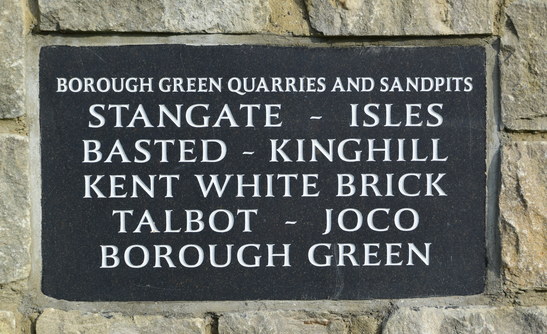 BOROUGH GREEN QUARRIES AND SANDPITS
STANGATE - ISLES
BASTED - KINGHILL
KENT WHITE BRICK
TALBOT - JOCO
BOROUGH GREEN